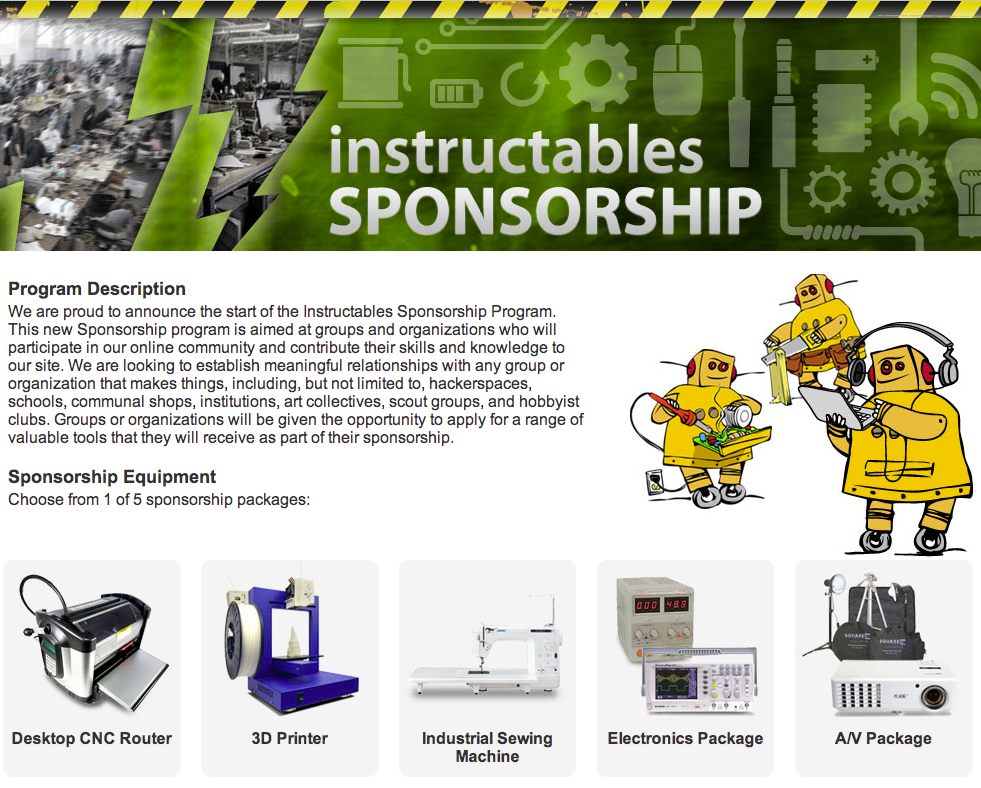 instructables
SPONSORSHIP
Program Description
We are proud to announce the start of the Instructables Sponsorship Program.
This new Sponsorship program is aimed at groups and organizations who will
participate in our online community and contribute their skills and knowledge to
our site. We are looking to establish meaningful relationships with any group or
organization that makes things, including, but not limited to, hackerspaces,
schools, communal shops, institutions, art collectives, scout groups, and hobbyist
clubs. Groups or organizations will be given the opportunity to apply for a range of
valuable tools that they will receive as part of their sponsorship.
Sponsorship Equipment
Choose from 1 of 5 sponsorship packages:
000 48.8
SQUARE
SQUARE
Desktop CNC Router
3D Printer
Industrial Sewing
Machine
Electronics Package
A/V Package